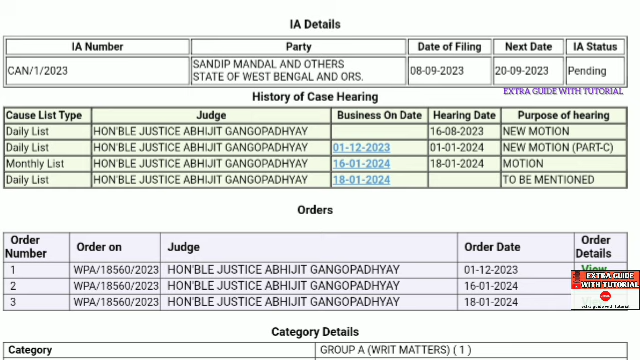 IA Details
IA Number Party Date of Filing Next Date IA Status
CAN/1/2023 SANDIP MANDAL AND OTHERS STATE OF WEST BENGAL AND ORS. 08-09-2023 20-09-2023 Pending
EXTRA GUIDE WITH TUTORIAL
History of Case Hearing
Cause List Type Judge Business On Date Hearing Date Purpose of hearing
Daily List HON'BLE JUSTICE ABHIJIT GANGOPADHYAY 16-08-2023 NEW MOTION
Daily List HON'BLE JUSTICE ABHIJIT GANGOPADHYAY 01-12-2023 01-01-2024 NEW MOTION (PART-C)
Monthly List HON'BLE JUSTICE ABHIJIT GANGOPADHYAY 16-01-2024 18-01-2024 MOTION
Daily List HON'BLE JUSTICE ABHIJIT GANGOPADHYAY 18-01-2024 TO BE MENTIONED
Orders
Order Number Order on Judge Order Date Order Details
1 WPA/18560/2023 HON'BLE JUSTICE ABHIJIT GANGOPADHYAY 01-12-2023 View
2 WPA/18560/2023 HON'BLE JUSTICE ABHIJIT GANGOPADHYAY 16-01-2024
3 WPA/18560/2023 HON'BLE JUSTICE ABHIJIT GANGOPADHYAY 18-01-2024
EXTRA GUIDE
WITH TUTORIAL
Category Details
Category GROUP A (WRIT MATTERS) ( 1 )